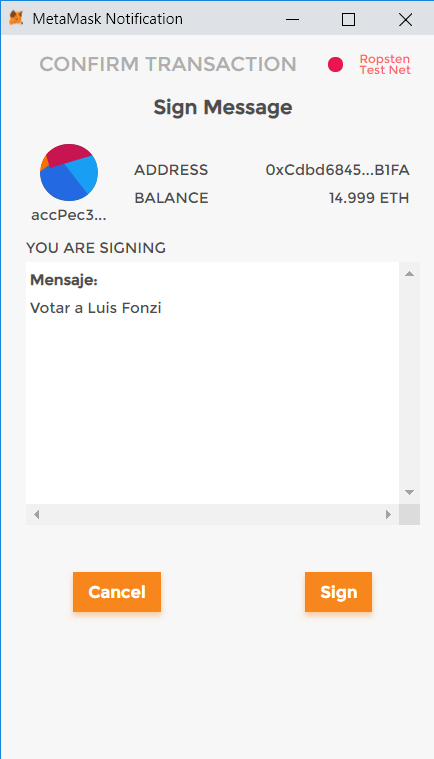 MetaMask Notification
CONFIRM TRANSACTION
Ropsten
Test Net
Sign Message
ADDRESS 0xCdbd6845...B1FA
BALANCE 14.999 ETH
accPec3...
YOU ARE SIGNING
Mensaje:
Votar a Luis Fonzi
Cancel Sign